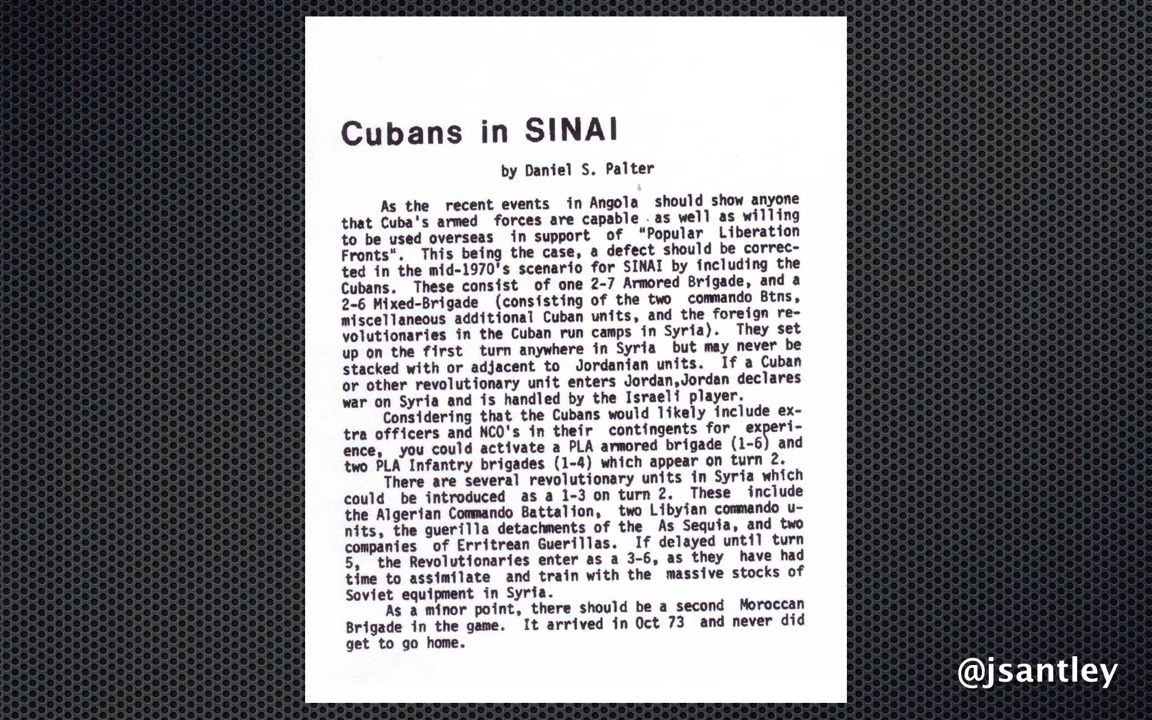 Cubans in SINAI
by Daniel S. Palter
As the recent events in Angola should show anyone
that Cuba's armed forces are capable as well as willing
to be used overseas in support of "Popular Liberation
Fronts". This being the case, a defect should be correc-
ted in the mid-1970's scenario for SINAI by including the
Cubans. These consist of one 2-7 Armored Brigade, and a
2-6 Mixed-Brigade (consisting of the two commando Btns,
miscellaneous additional Cuban units, and the foreign re-
volutionaries in the Cuban run camps in Syria). They set
up on the first turn anywhere in Syria but may never be
stacked with or adjacent to Jordanian units. If a Cuban
or other revolutionary unit enters Jordan,Jordan declares
war on Syria and is handled by the Israeli player.
Considering that the Cubans would likely include ex-
tra officers and NCO's in their contingents for experi-
ence, you could activate a PLA armored brigade (1-6) and
two PLA Infantry brigades (1-4) which appear on turn 2.
There are several revolutionary units in Syria which
could be introduced as a 1-3 on turn 2. These include
the Algerian Commando Battalion, two Libyian commando u-
nits, the guerilla detachments of the As Sequia, and two
companies of Erritrean Guerillas. If delayed until turn
5, the Revolutionaries enter as a 3-6, as they have had
time to assimilate and train with the massive stocks of
Soviet equipment in Syria.
As a minor point, there should be a second Moroccan
Brigade in the game. It arrived in Oct 73 and never did
get to go home.
@jsantley